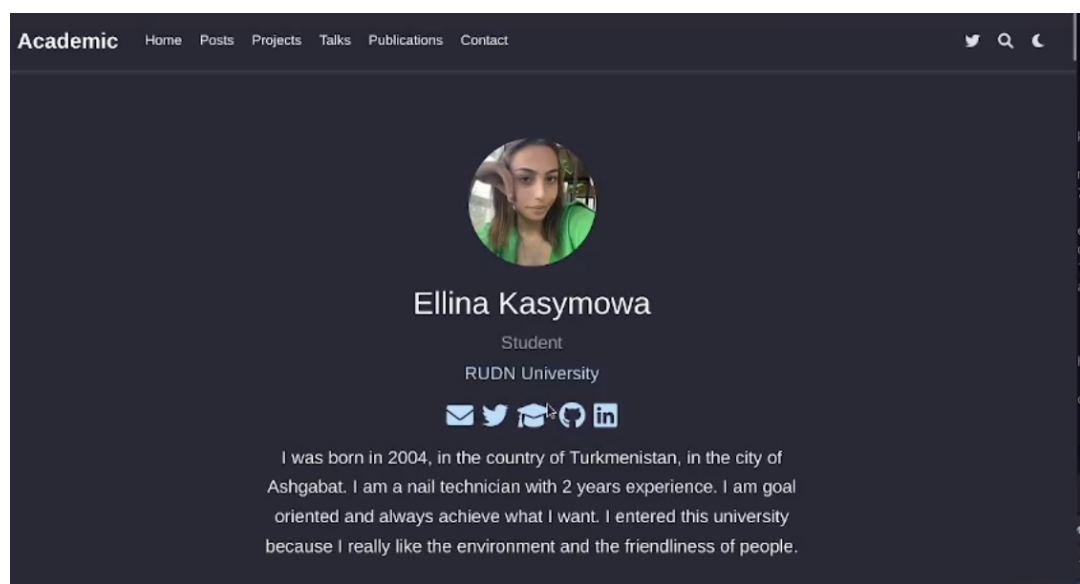 Academic Home Posts Projects Talks Publications Contact
Ellina Kasymowa
Student
RUDN University
I was born in 2004, in the country of Turkmenistan, in the city of
Ashgabat. I am a nail technician with 2 years experience. I am goal
oriented and always achieve what I want. I entered this university
because I really like the environment and the friendliness of people.